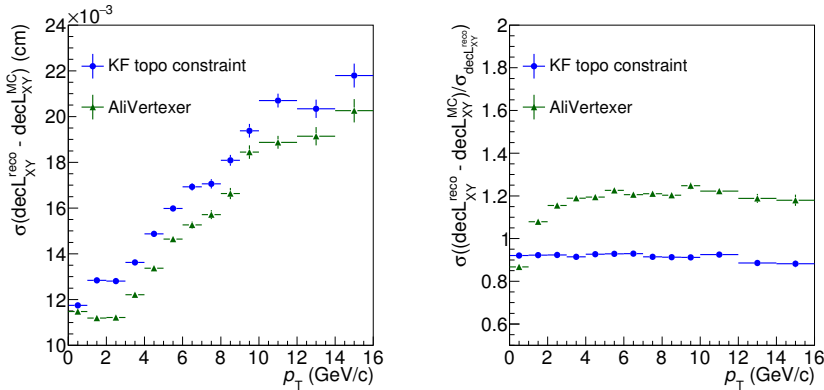 ×10⁻³
24
22
20
18
16
14
12
10
0 2 4 6 8 10 12 14 16
p_T (GeV/c)
σ(decL_XY^reco - decL_XY^MC) (cm)
KF topo constraint
AliVertexer
2
1.8
1.6
1.4
1.2
1
0.8
0.6
0 2 4 6 8 10 12 14 16
p_T (GeV/c)
σ((decL_XY^reco - decL_XY^MC)/σ_decL_XY^reco)
KF topo constraint
AliVertexer